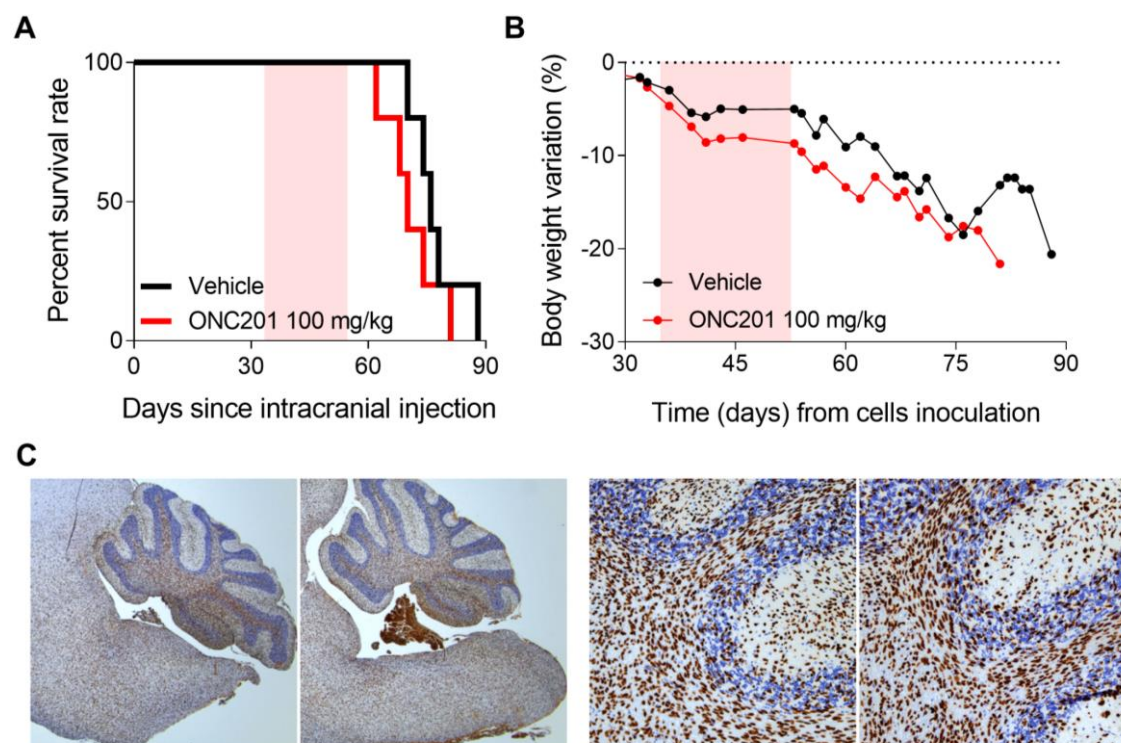 A
Percent survival rate
100
50
0
Vehicle
ONC201 100 mg/kg
0 30 60 90
Days since intracranial injection
B
Body weight variation (%)
0
-10
-20
-30
Vehicle
ONC201 100 mg/kg
30 45 60 75 90
Time (days) from cells inoculation
C